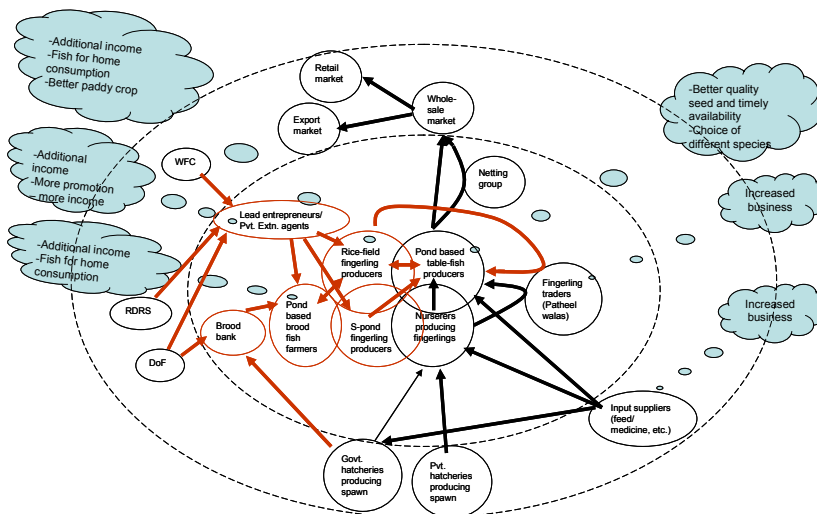 -Additional income
-Fish for home
consumption
-Better paddy crop
-Additional
income
-More promotion
– more income
-Additional income
-Fish for home
consumption
Retail
market
Export
market
Whole-
sale
market
-Better quality
seed and timely
availability
-Choice of
different species
Increased
business
Increased
business
WFC
Netting
group
Lead entrepreneurs/
Pvt. Extn. agents
Rice-field
fingerling
producers
Pond based
table-fish
producers
Fingerling
traders
(Patheel
walas)
RDRS
DoF
Brood
bank
Pond
based
brood
fish
farmers
S-pond
fingerling
producers
Nurserers
producing
fingerlings
Input suppliers
(feed/
medicine, etc.)
Govt.
hatcheries
producing
spawn
Pvt.
hatcheries
producing
spawn